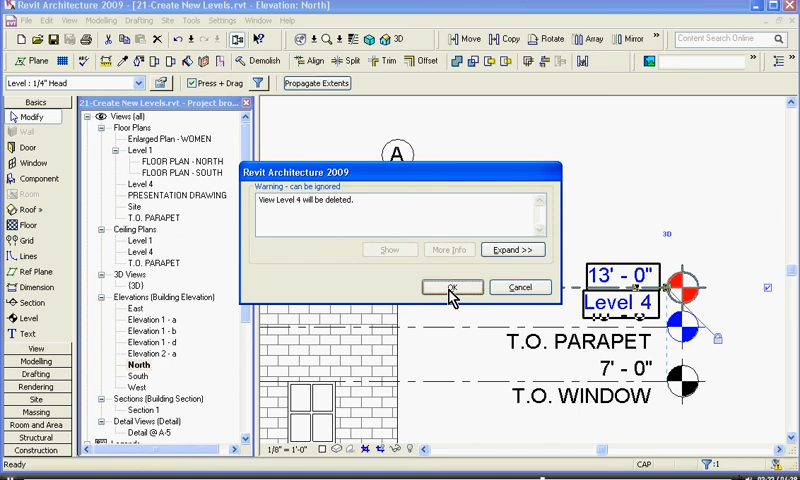 Revit Architecture 2009 - [21-Create New Levels.rvt - Elevation: North]
File Edit View Modelling Drafting Site Tools Settings Window Help
3D Move Copy Rotate Array Mirror Content Search Online
Plane Demolish Align Split Trim Offset
Level : 1/4" Head Press + Drag Propagate Extents
Basics
Modify
Wall
Door
Window
Component
Room
Roof »
Floor
Grid
Lines
Ref Plane
Dimension
Section
Level
Text
View
Modelling
Drafting
Rendering
Site
Massing
Room and Area
Structural
Construction
21-Create New Levels.rvt - Project bro...
Views (all)
Floor Plans
Enlarged Plan - WOMEN
Level 1
FLOOR PLAN - NORTH
FLOOR PLAN - SOUTH
Level 4
PRESENTATION DRAWING
Site
T.O. PARAPET
Ceiling Plans
Level 1
Level 4
T.O. PARAPET
3D Views
{3D}
Elevations (Building Elevation)
East
Elevation 1 - a
Elevation 1 - b
Elevation 1 - d
Elevation 2 - a
North
South
West
Sections (Building Section)
Section 1
Detail Views (Detail)
Detail @ A-5
A
Revit Architecture 2009
Warning - can be ignored
View Level 4 will be deleted.
Show More Info Expand >>
OK Cancel
3D
13' - 0"
Level 4
T.O. PARAPET
7' - 0"
T.O. WINDOW
1/8" = 1'-0"
Ready CAP :1